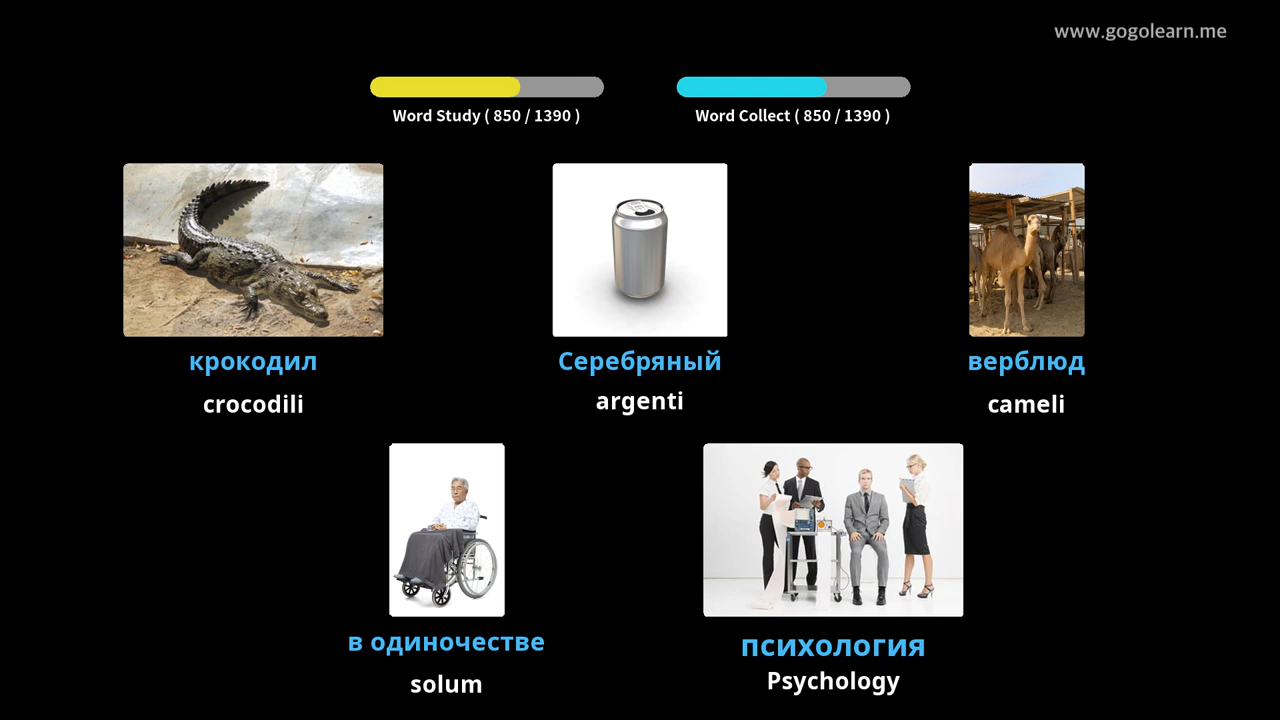 www.gogolearn.me
Word Study ( 850 / 1390 )
Word Collect ( 850 / 1390 )
крокодил
Серебряный
верблюд
crocodili
argenti
cameli
в одиночестве
психология
solum
Psychology